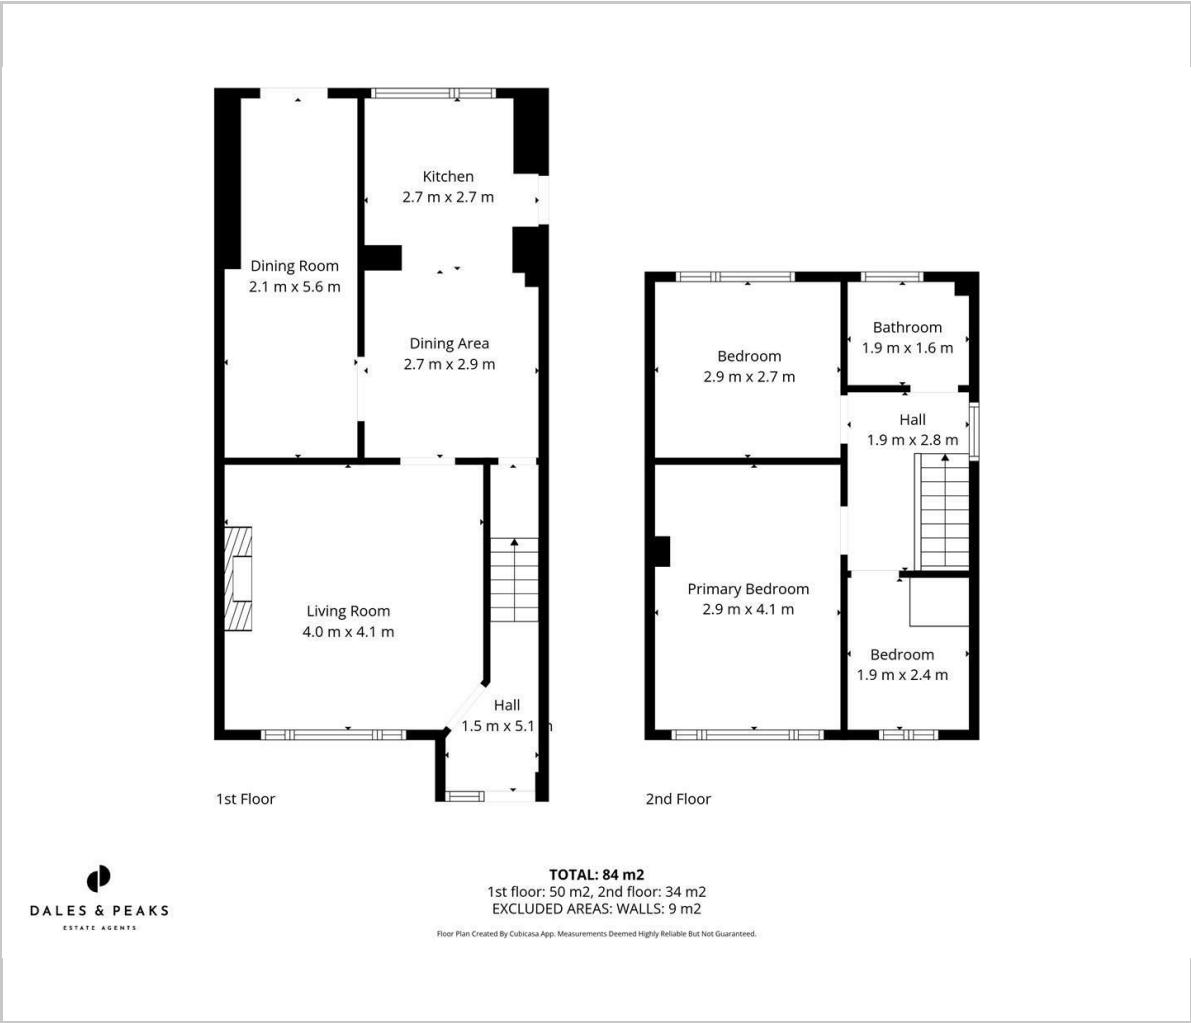 Kitchen
2.7 m x 2.7 m
Dining Room
2.1 m x 5.6 m
Dining Area
2.7 m x 2.9 m
Living Room
4.0 m x 4.1 m
Hall
1.5 m x 5.1 m
1st Floor
Bedroom
2.9 m x 2.7 m
Bathroom
1.9 m x 1.6 m
Hall
1.9 m x 2.8 m
Primary Bedroom
2.9 m x 4.1 m
Bedroom
1.9 m x 2.4 m
2nd Floor
TOTAL: 84 m2
1st floor: 50 m2, 2nd floor: 34 m2
EXCLUDED AREAS: WALLS: 9 m2
Floor Plan Created By Cubicasa App. Measurements Deemed Highly Reliable But Not Guaranteed.
DALES & PEAKS
ESTATE AGENTS